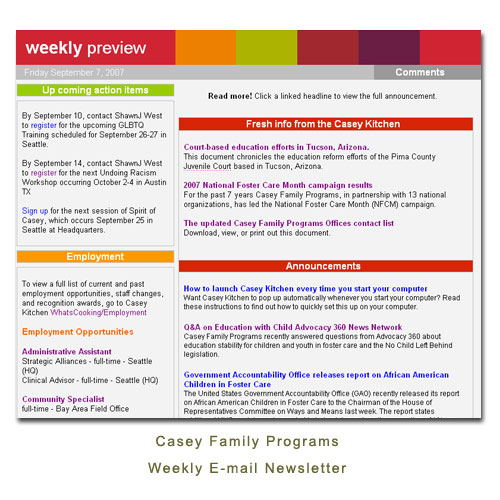 weekly preview
Friday September 7, 2007
Comments
Up coming action items
By September 10, contact ShawnJ West
to register for the upcoming GLBTQ
Training scheduled for September 26-27 in
Seattle.
By September 14, contact ShawnJ West
to register for the next Undoing Racism
Workshop occurring October 2-4 in Austin
TX
Sign up for the next session of Spirit of
Casey, which occurs September 25 in
Seattle at Headquarters.
Employment
To view a full list of current and past
employment opportunities, staff changes,
and recognition awards, go to Casey
Kitchen WhatsCooking/Employment
Employment Opportunities
Administrative Assistant
Strategic Alliances - full-time - Seattle
(HQ)
Clinical Advisor - full-time - Seattle (HQ)
Community Specialist
full-time - Bay Area Field Office
Read more! Click a linked headline to view the full announcement.
Fresh info from the Casey Kitchen
Court-based education efforts in Tucson, Arizona.
This document chronicles the education reform efforts of the Pima County
Juvenile Court based in Tucson, Arizona.
2007 National Foster Care Month campaign results
For the past 7 years Casey Family Programs, in partnership with 13 national
organizations, has led the National Foster Care Month (NFCM) campaign.
The updated Casey Family Programs Offices contact list
Download, view, or print out this document.
Announcements
How to launch Casey Kitchen every time you start your computer
Want Casey Kitchen to pop up automatically whenever you start your computer? Read
these instructions to find out how to quickly set this up on your computer.
Q&A on Education with Child Advocacy 360 News Network
Casey Family Programs recently answered questions from Advocacy 360 about
education stability for children and youth in foster care and the No Child Left Behind
legislation.
Government Accountability Office releases report on African American
Children in Foster Care
The United States Government Accountability Office (GAO) recently released its report
on African American Children in Foster Care to the Chairman of the House of
Representatives Committee on Ways and Means last week. The report states
Casey Family Programs
Weekly E-mail Newsletter